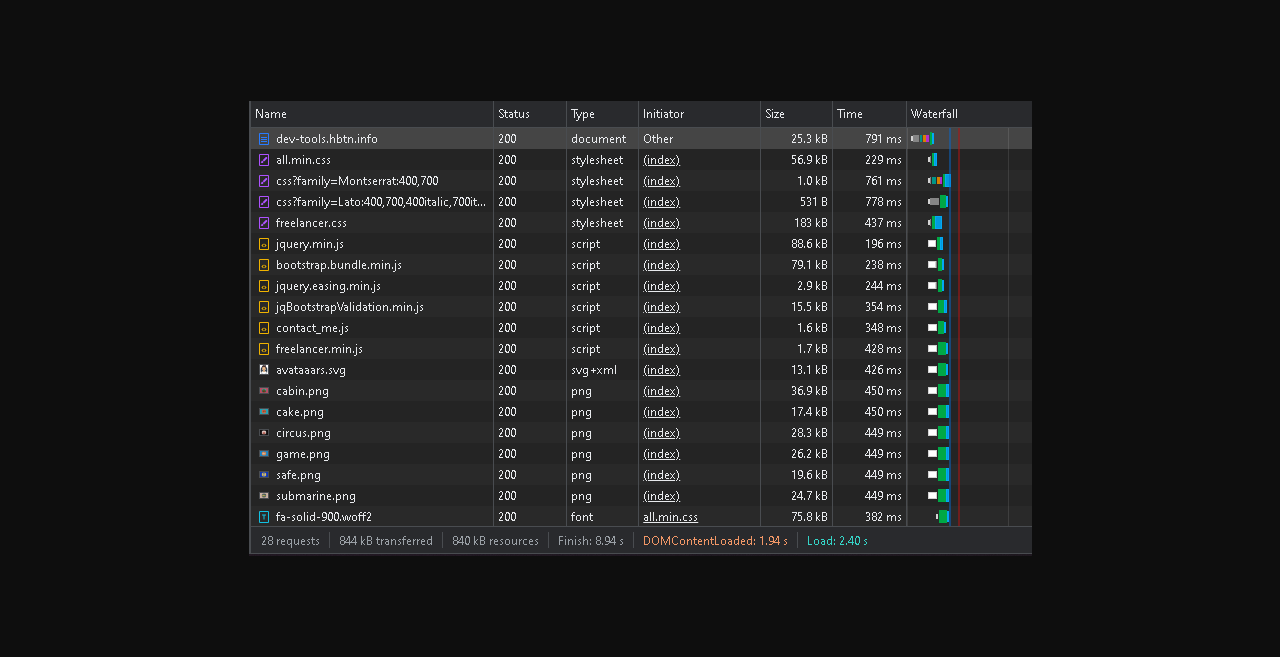 Name Status Type Initiator Size Time Waterfall
dev-tools.hbtn.info 200 document Other 25.3 kB 791 ms
all.min.css 200 stylesheet (index) 56.9 kB 229 ms
css?family=Montserrat:400,700 200 stylesheet (index) 1.0 kB 761 ms
css?family=Lato:400,700,400italic,700it... 200 stylesheet (index) 531 B 778 ms
freelancer.css 200 stylesheet (index) 183 kB 437 ms
jquery.min.js 200 script (index) 88.6 kB 196 ms
bootstrap.bundle.min.js 200 script (index) 79.1 kB 238 ms
jquery.easing.min.js 200 script (index) 2.9 kB 244 ms
jqBootstrapValidation.min.js 200 script (index) 15.5 kB 354 ms
contact_me.js 200 script (index) 1.6 kB 348 ms
freelancer.min.js 200 script (index) 1.7 kB 428 ms
avataaars.svg 200 svg+xml (index) 13.1 kB 426 ms
cabin.png 200 png (index) 36.9 kB 450 ms
cake.png 200 png (index) 17.4 kB 450 ms
circus.png 200 png (index) 28.3 kB 449 ms
game.png 200 png (index) 26.2 kB 449 ms
safe.png 200 png (index) 19.6 kB 449 ms
submarine.png 200 png (index) 24.7 kB 449 ms
fa-solid-900.woff2 200 font all.min.css 75.8 kB 382 ms
28 requests 844 kB transferred 840 kB resources Finish: 8.94 s DOMContentLoaded: 1.94 s Load: 2.40 s